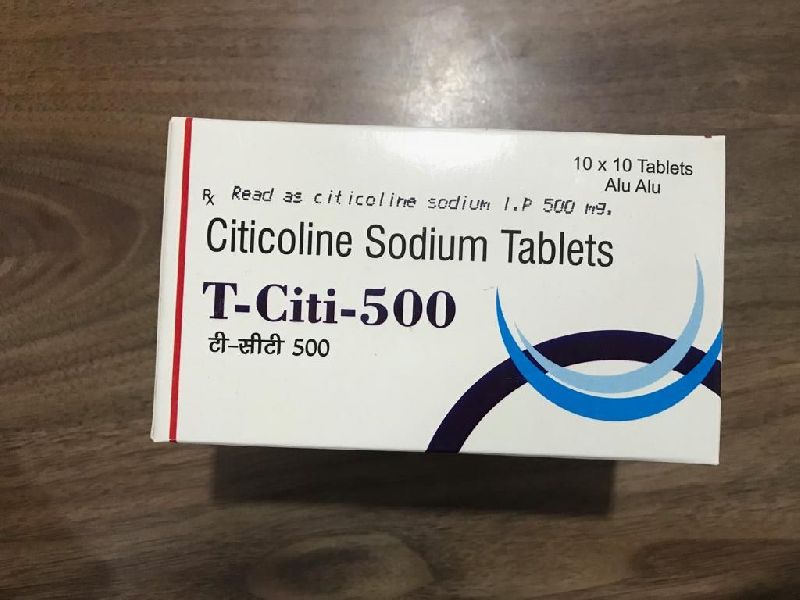 10 x 10 Tablets
Alu Alu
Rx Read as citicoline sodium I.P 500 mg.
Citicoline Sodium Tablets
T-Citi-500
टी-सीटी 500